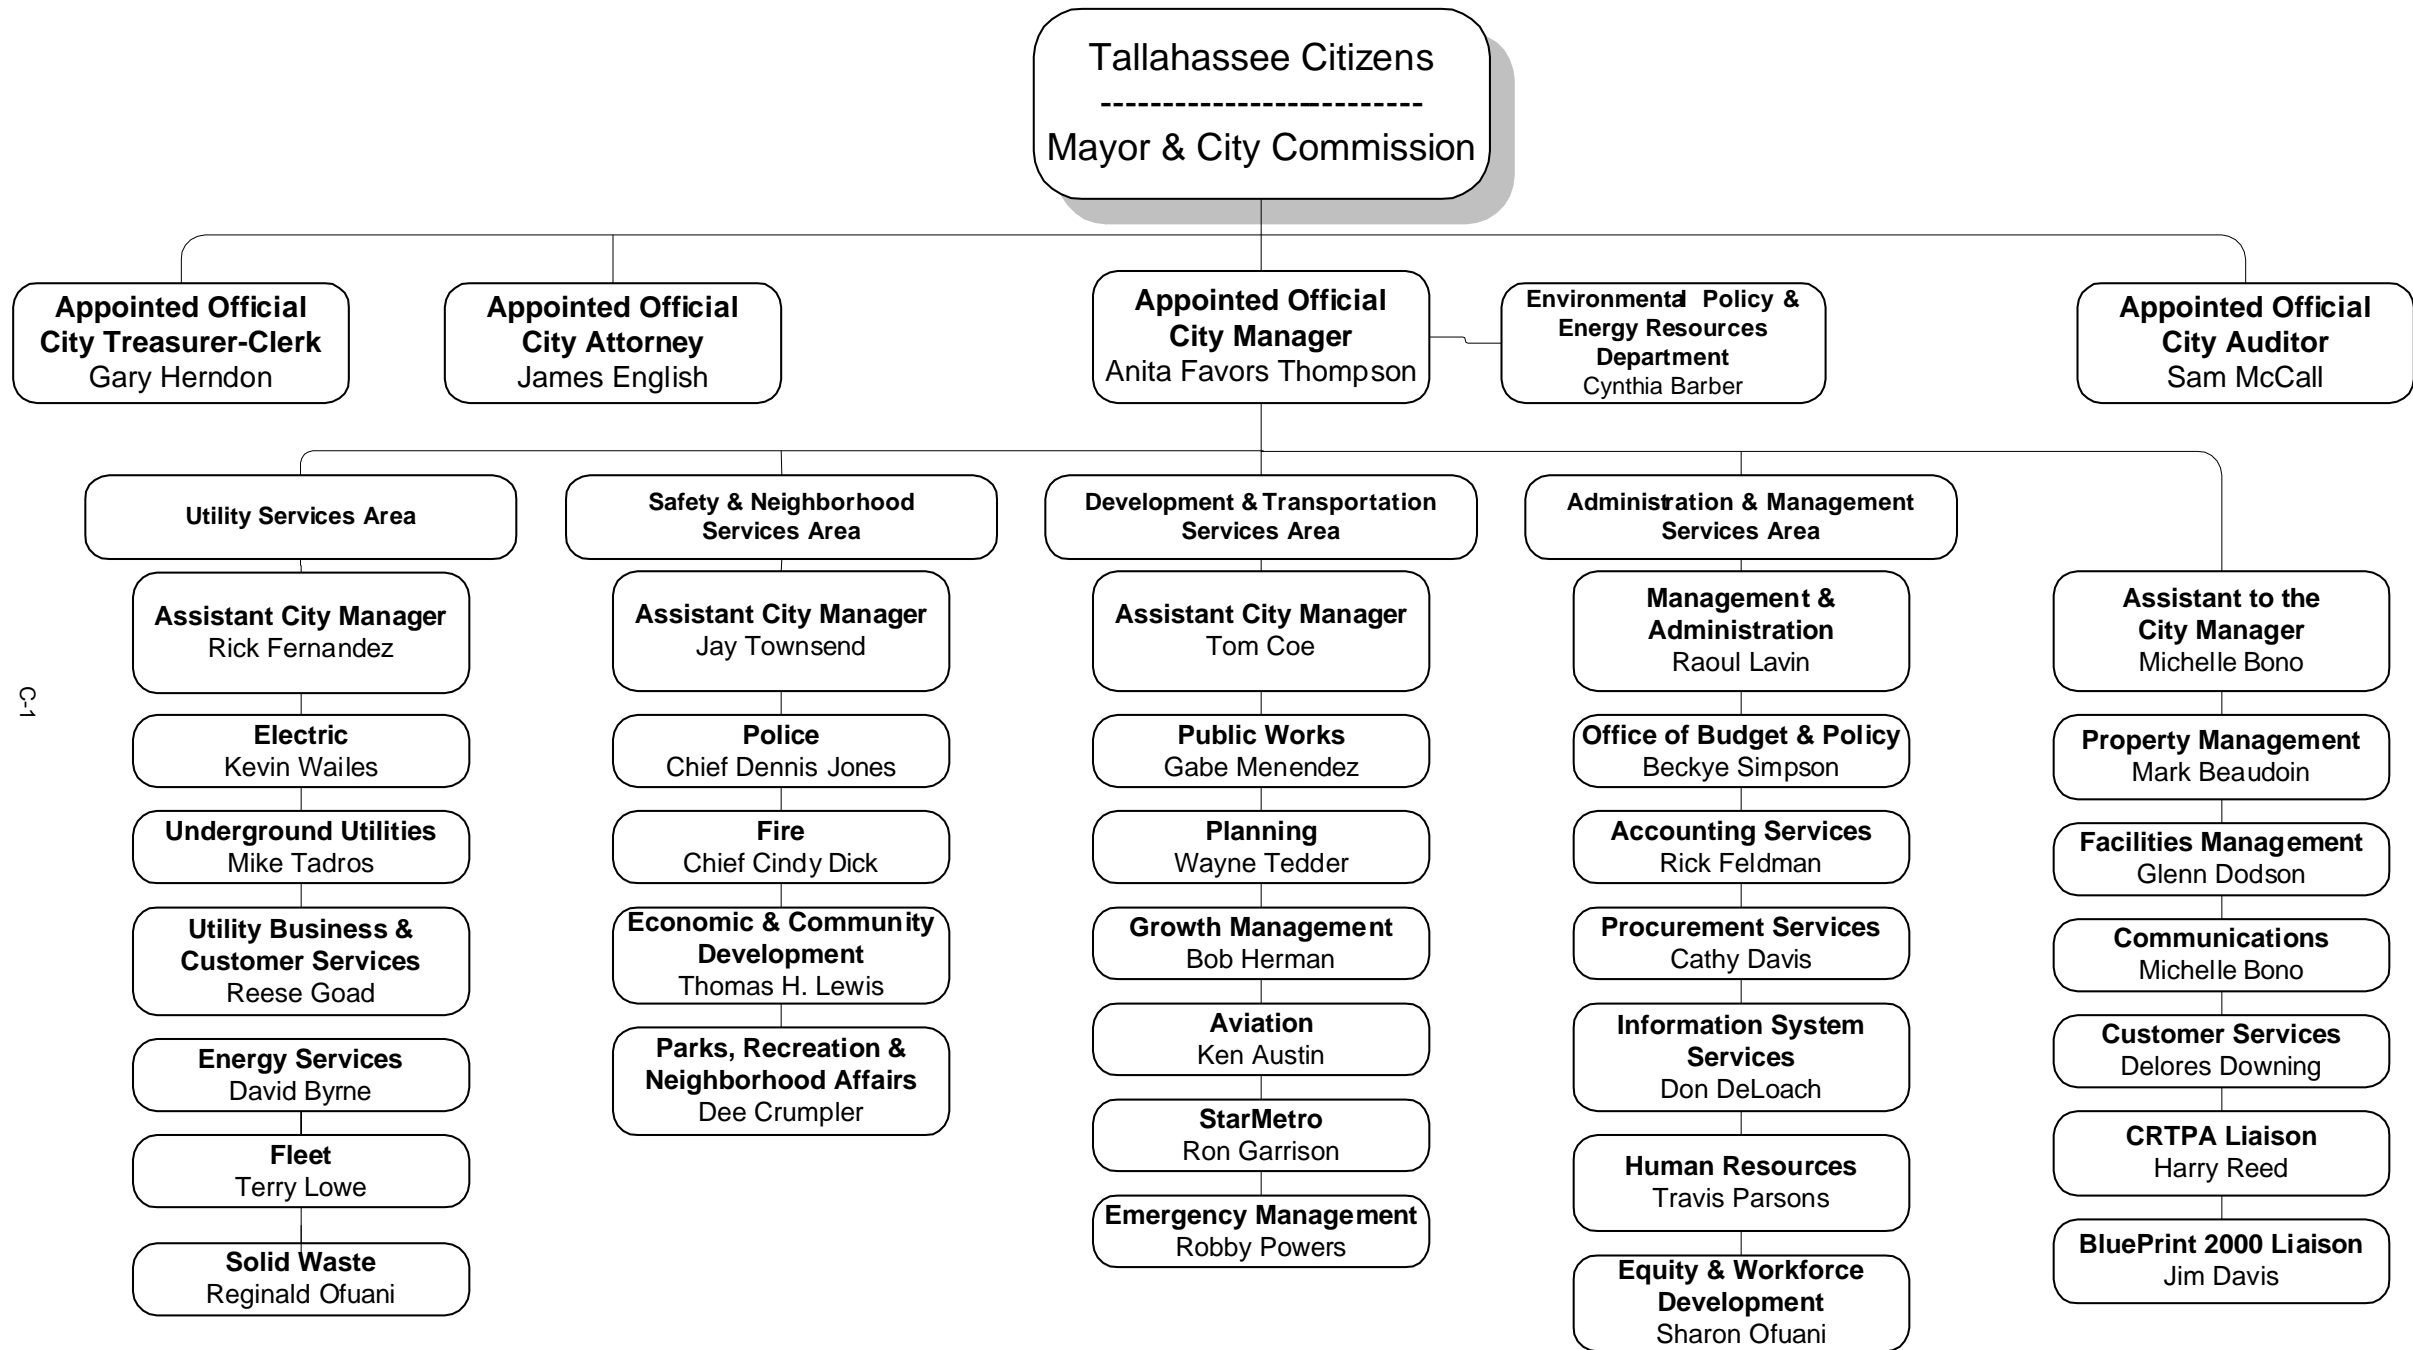 Tallahassee Citizens
--------------------------
Mayor & City Commission
Appointed Official
City Treasurer-Clerk
Gary Herndon
Appointed Official
City Attorney
James English
Appointed Official
City Manager
Anita Favors Thompson
Environmental Policy &
Energy Resources
Department
Cynthia Barber
Appointed Official
City Auditor
Sam McCall
Utility Services Area
Safety & Neighborhood
Services Area
Development & Transportation
Services Area
Administration & Management
Services Area
Assistant City Manager
Rick Fernandez
Electric
Kevin Wailes
Underground Utilities
Mike Tadros
Utility Business &
Customer Services
Reese Goad
Energy Services
David Byrne
Fleet
Terry Lowe
Solid Waste
Reginald Ofuani
Assistant City Manager
Jay Townsend
Police
Chief Dennis Jones
Fire
Chief Cindy Dick
Economic & Community
Development
Thomas H. Lewis
Parks, Recreation &
Neighborhood Affairs
Dee Crumpler
Assistant City Manager
Tom Coe
Public Works
Gabe Menendez
Planning
Wayne Tedder
Growth Management
Bob Herman
Aviation
Ken Austin
StarMetro
Ron Garrison
Emergency Management
Robby Powers
Management &
Administration
Raoul Lavin
Office of Budget & Policy
Beckye Simpson
Accounting Services
Rick Feldman
Procurement Services
Cathy Davis
Information System
Services
Don DeLoach
Human Resources
Travis Parsons
Equity & Workforce
Development
Sharon Ofuani
Assistant to the
City Manager
Michelle Bono
Property Management
Mark Beaudoin
Facilities Management
Glenn Dodson
Communications
Michelle Bono
Customer Services
Delores Downing
CRTPA Liaison
Harry Reed
BluePrint 2000 Liaison
Jim Davis
C-1